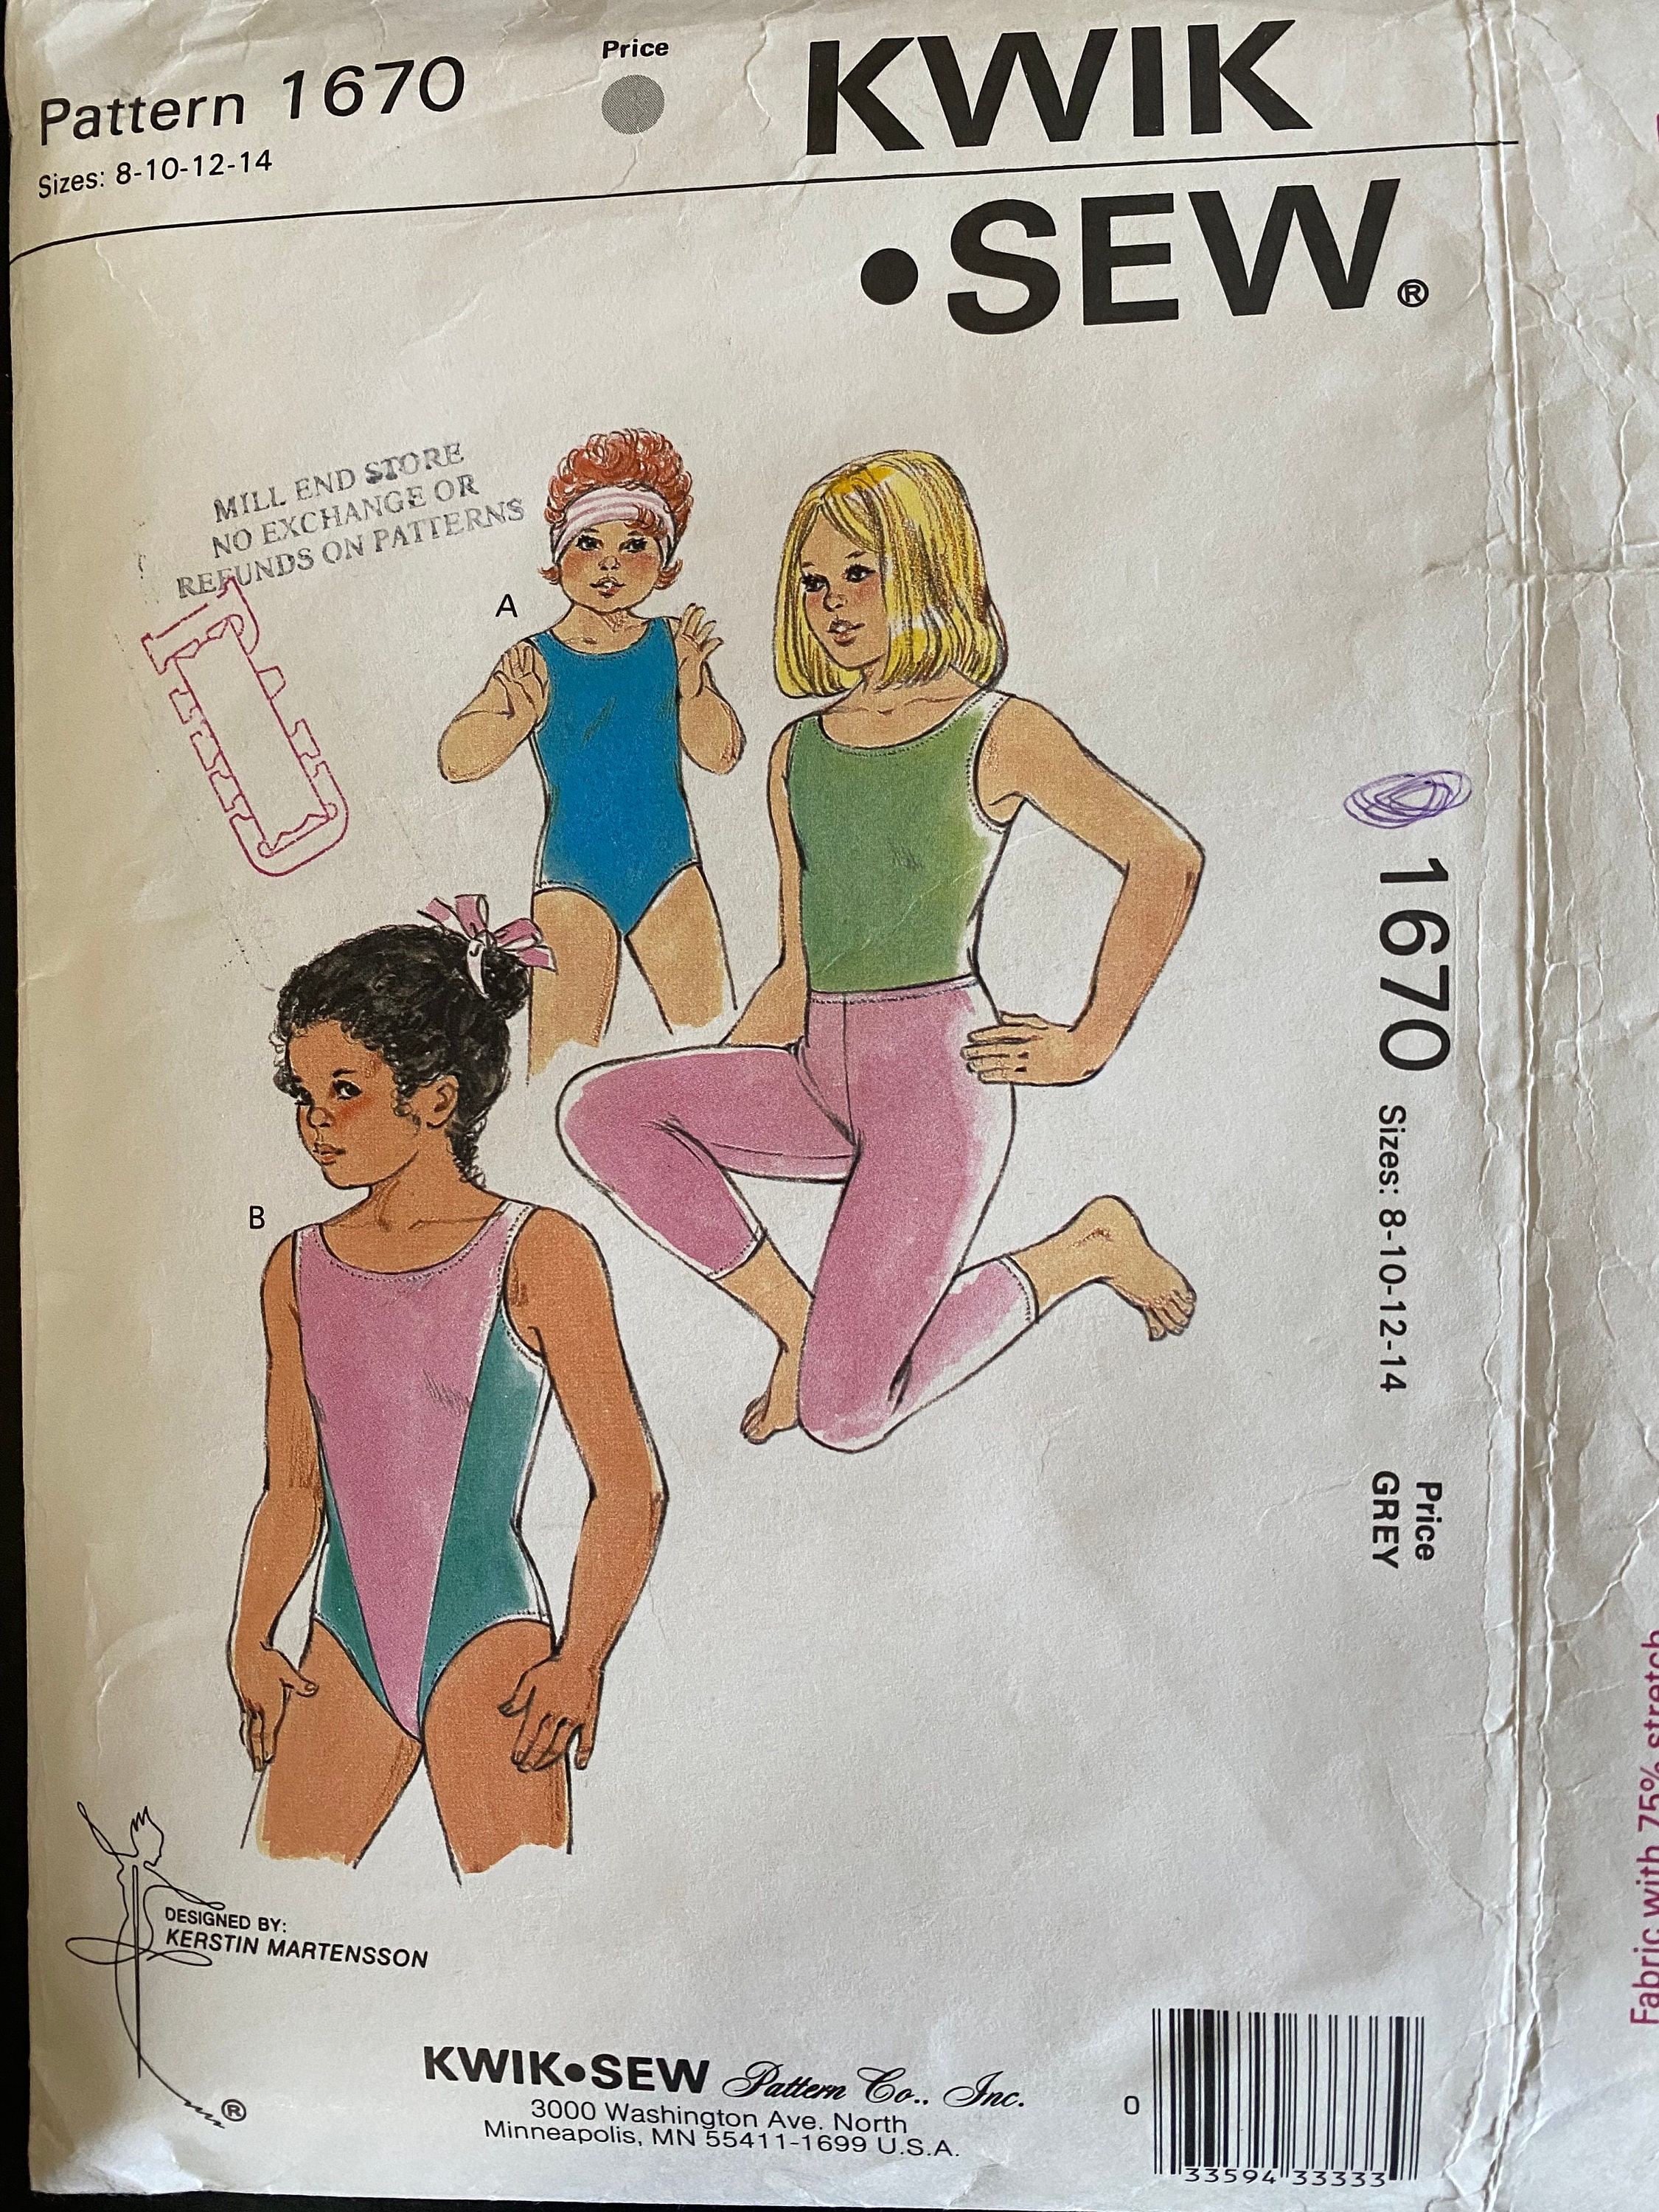 Pattern 1670
Sizes: 8-10-12-14
Price
KWIK
•SEW®
MILL END STORE
NO EXCHANGE OR
REFUNDS ON PATTERNS
A
B
1670 Sizes: 8-10-12-14
Price
GREY
Fabric with 75% stretch
DESIGNED BY:
KERSTIN MARTENSSON
®
KWIK•SEW Pattern Co., Inc.
3000 Washington Ave. North
Minneapolis, MN 55411-1699 U.S.A.
0 33594 33333